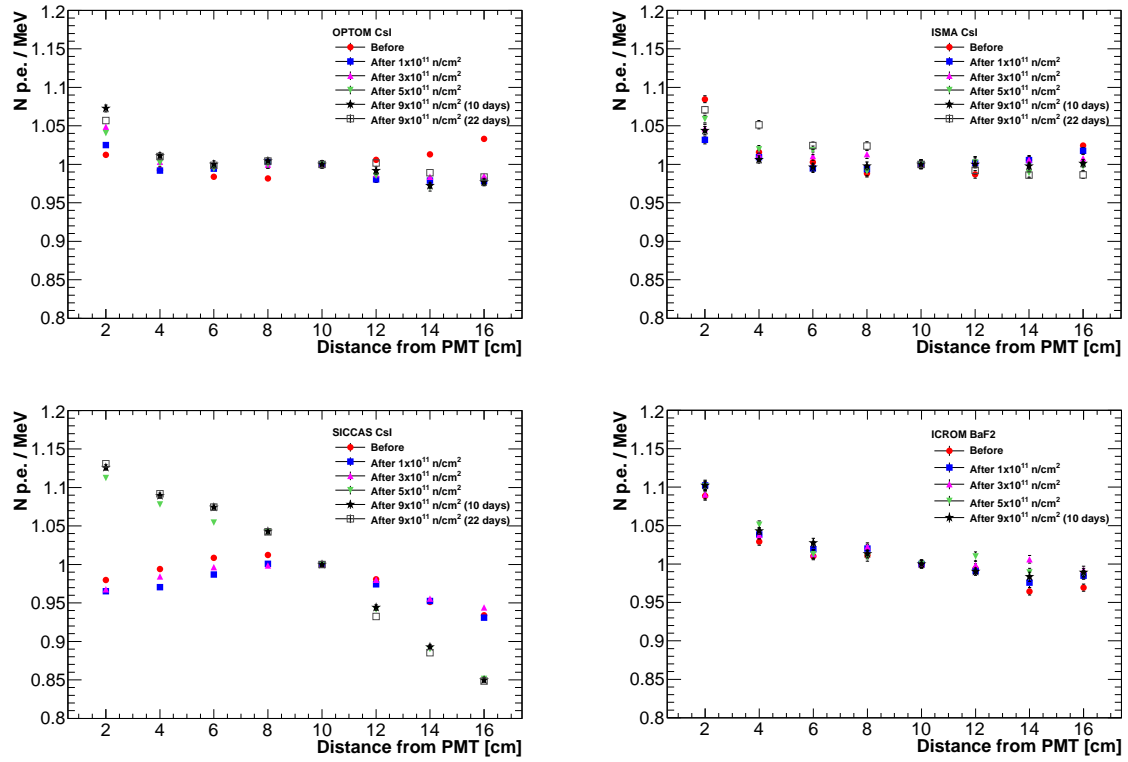 OPTOM CsI
Before
After 1x10¹¹ n/cm²
After 3x10¹¹ n/cm²
After 5x10¹¹ n/cm²
After 9x10¹¹ n/cm² (10 days)
After 9x10¹¹ n/cm² (22 days)
N p.e. / MeV
1.2
1.15
1.1
1.05
1
0.95
0.9
0.85
0.8
2 4 6 8 10 12 14 16
Distance from PMT [cm]
ISMA CsI
Before
After 1x10¹¹ n/cm²
After 3x10¹¹ n/cm²
After 5x10¹¹ n/cm²
After 9x10¹¹ n/cm² (10 days)
After 9x10¹¹ n/cm² (22 days)
N p.e. / MeV
1.2
1.15
1.1
1.05
1
0.95
0.9
0.85
0.8
2 4 6 8 10 12 14 16
Distance from PMT [cm]
SICCAS CsI
Before
After 1x10¹¹ n/cm²
After 3x10¹¹ n/cm²
After 5x10¹¹ n/cm²
After 9x10¹¹ n/cm² (10 days)
After 9x10¹¹ n/cm² (22 days)
N p.e. / MeV
1.2
1.15
1.1
1.05
1
0.95
0.9
0.85
0.8
2 4 6 8 10 12 14 16
Distance from PMT [cm]
ICROM BaF2
Before
After 1x10¹¹ n/cm²
After 3x10¹¹ n/cm²
After 5x10¹¹ n/cm²
After 9x10¹¹ n/cm² (10 days)
N p.e. / MeV
1.2
1.15
1.1
1.05
1
0.95
0.9
0.85
0.8
2 4 6 8 10 12 14 16
Distance from PMT [cm]